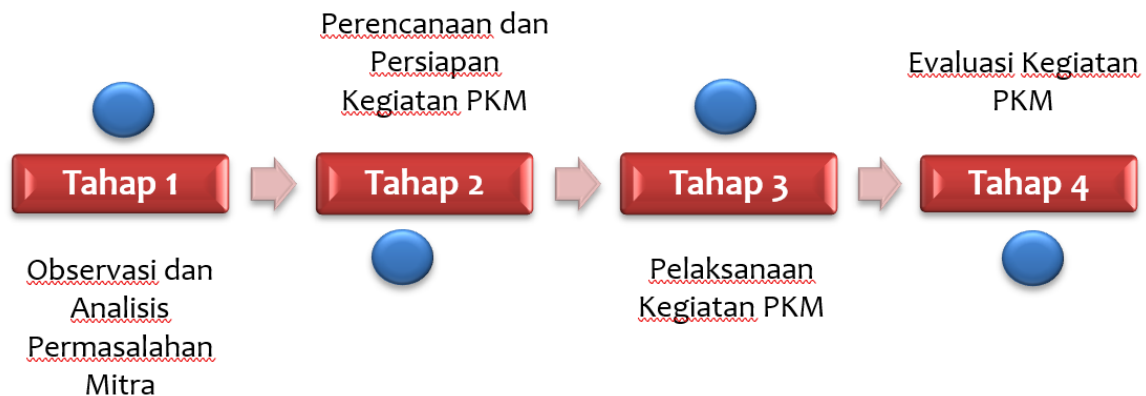 Tahap 1
Observasi dan
Analisis
Permasalahan
Mitra
Perencanaan dan
Persiapan
Kegiatan PKM
Tahap 2
Tahap 3
Pelaksanaan
Kegiatan PKM
Evaluasi Kegiatan
PKM
Tahap 4